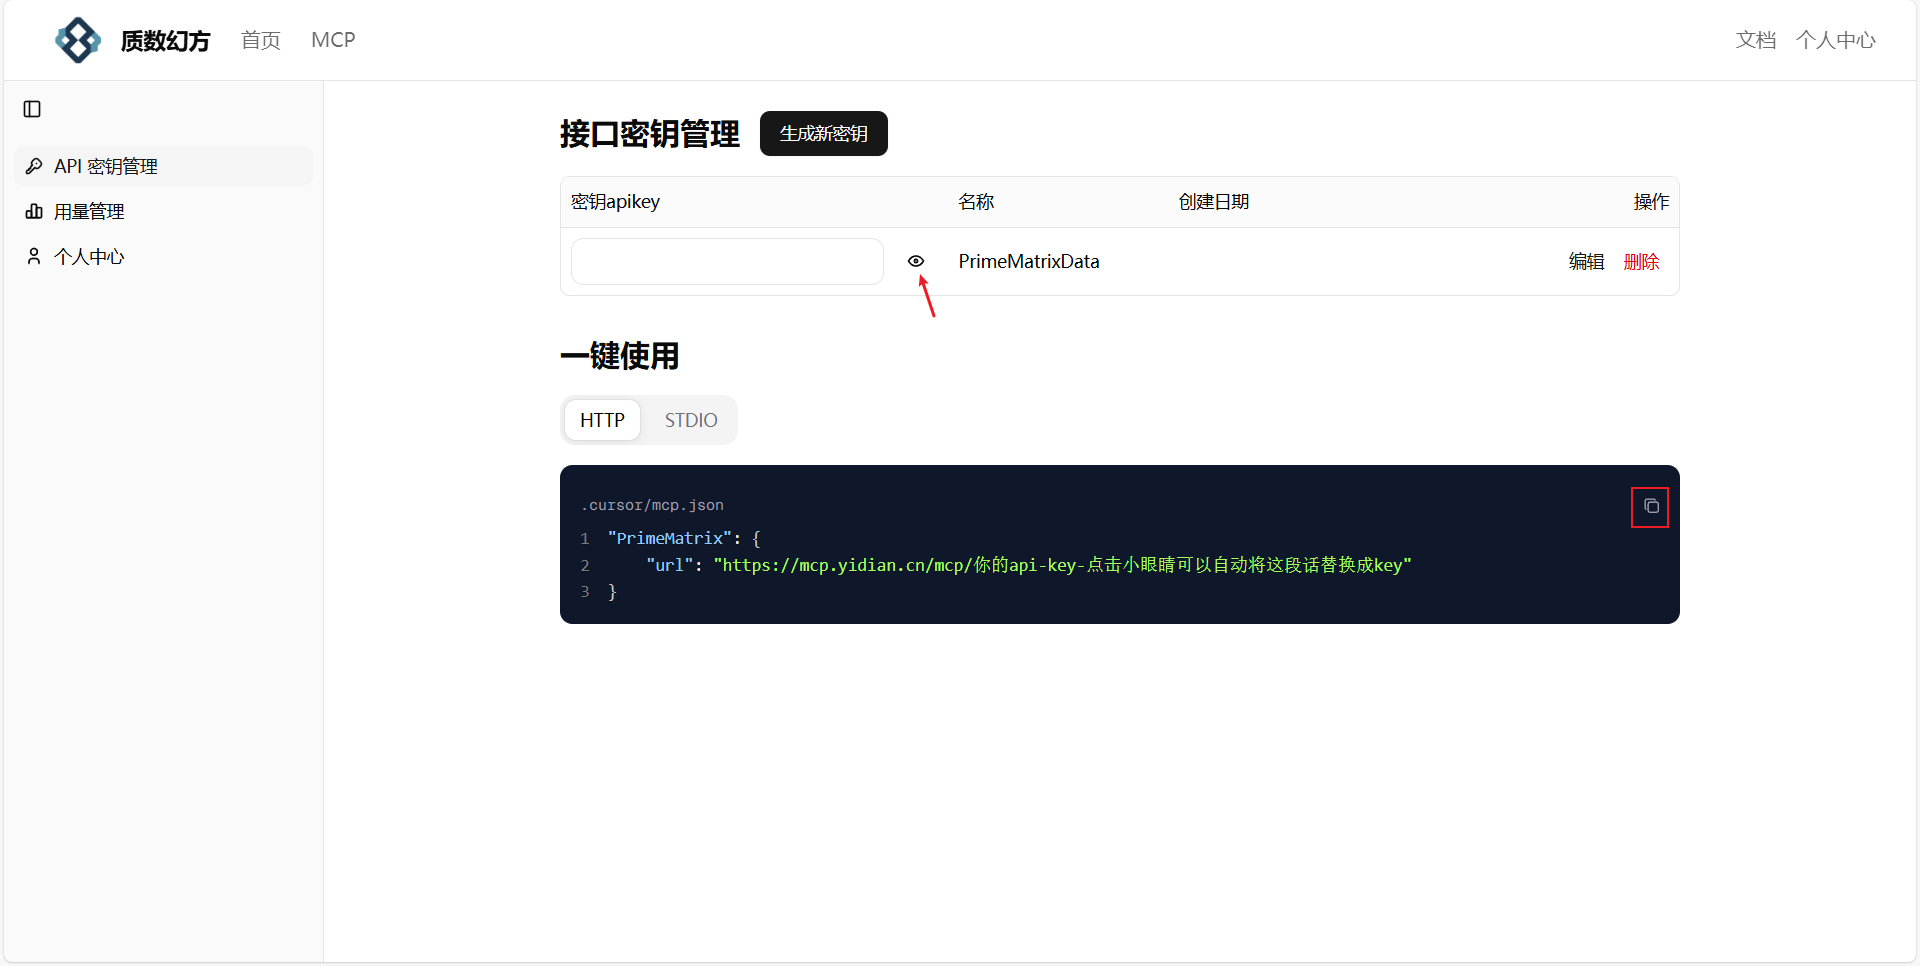 质数幻方 首页 MCP 文档 个人中心
API 密钥管理
用量管理
个人中心
接口密钥管理 生成新密钥
密钥apikey 名称 创建日期 操作
PrimeMatrixData 编辑 删除
一键使用
HTTP STDIO
.cursor/mcp.json
1 "PrimeMatrix": {
2 "url": "https://mcp.yidian.cn/mcp/你的api-key-点击小眼睛可以自动将这段话替换成key"
3 }